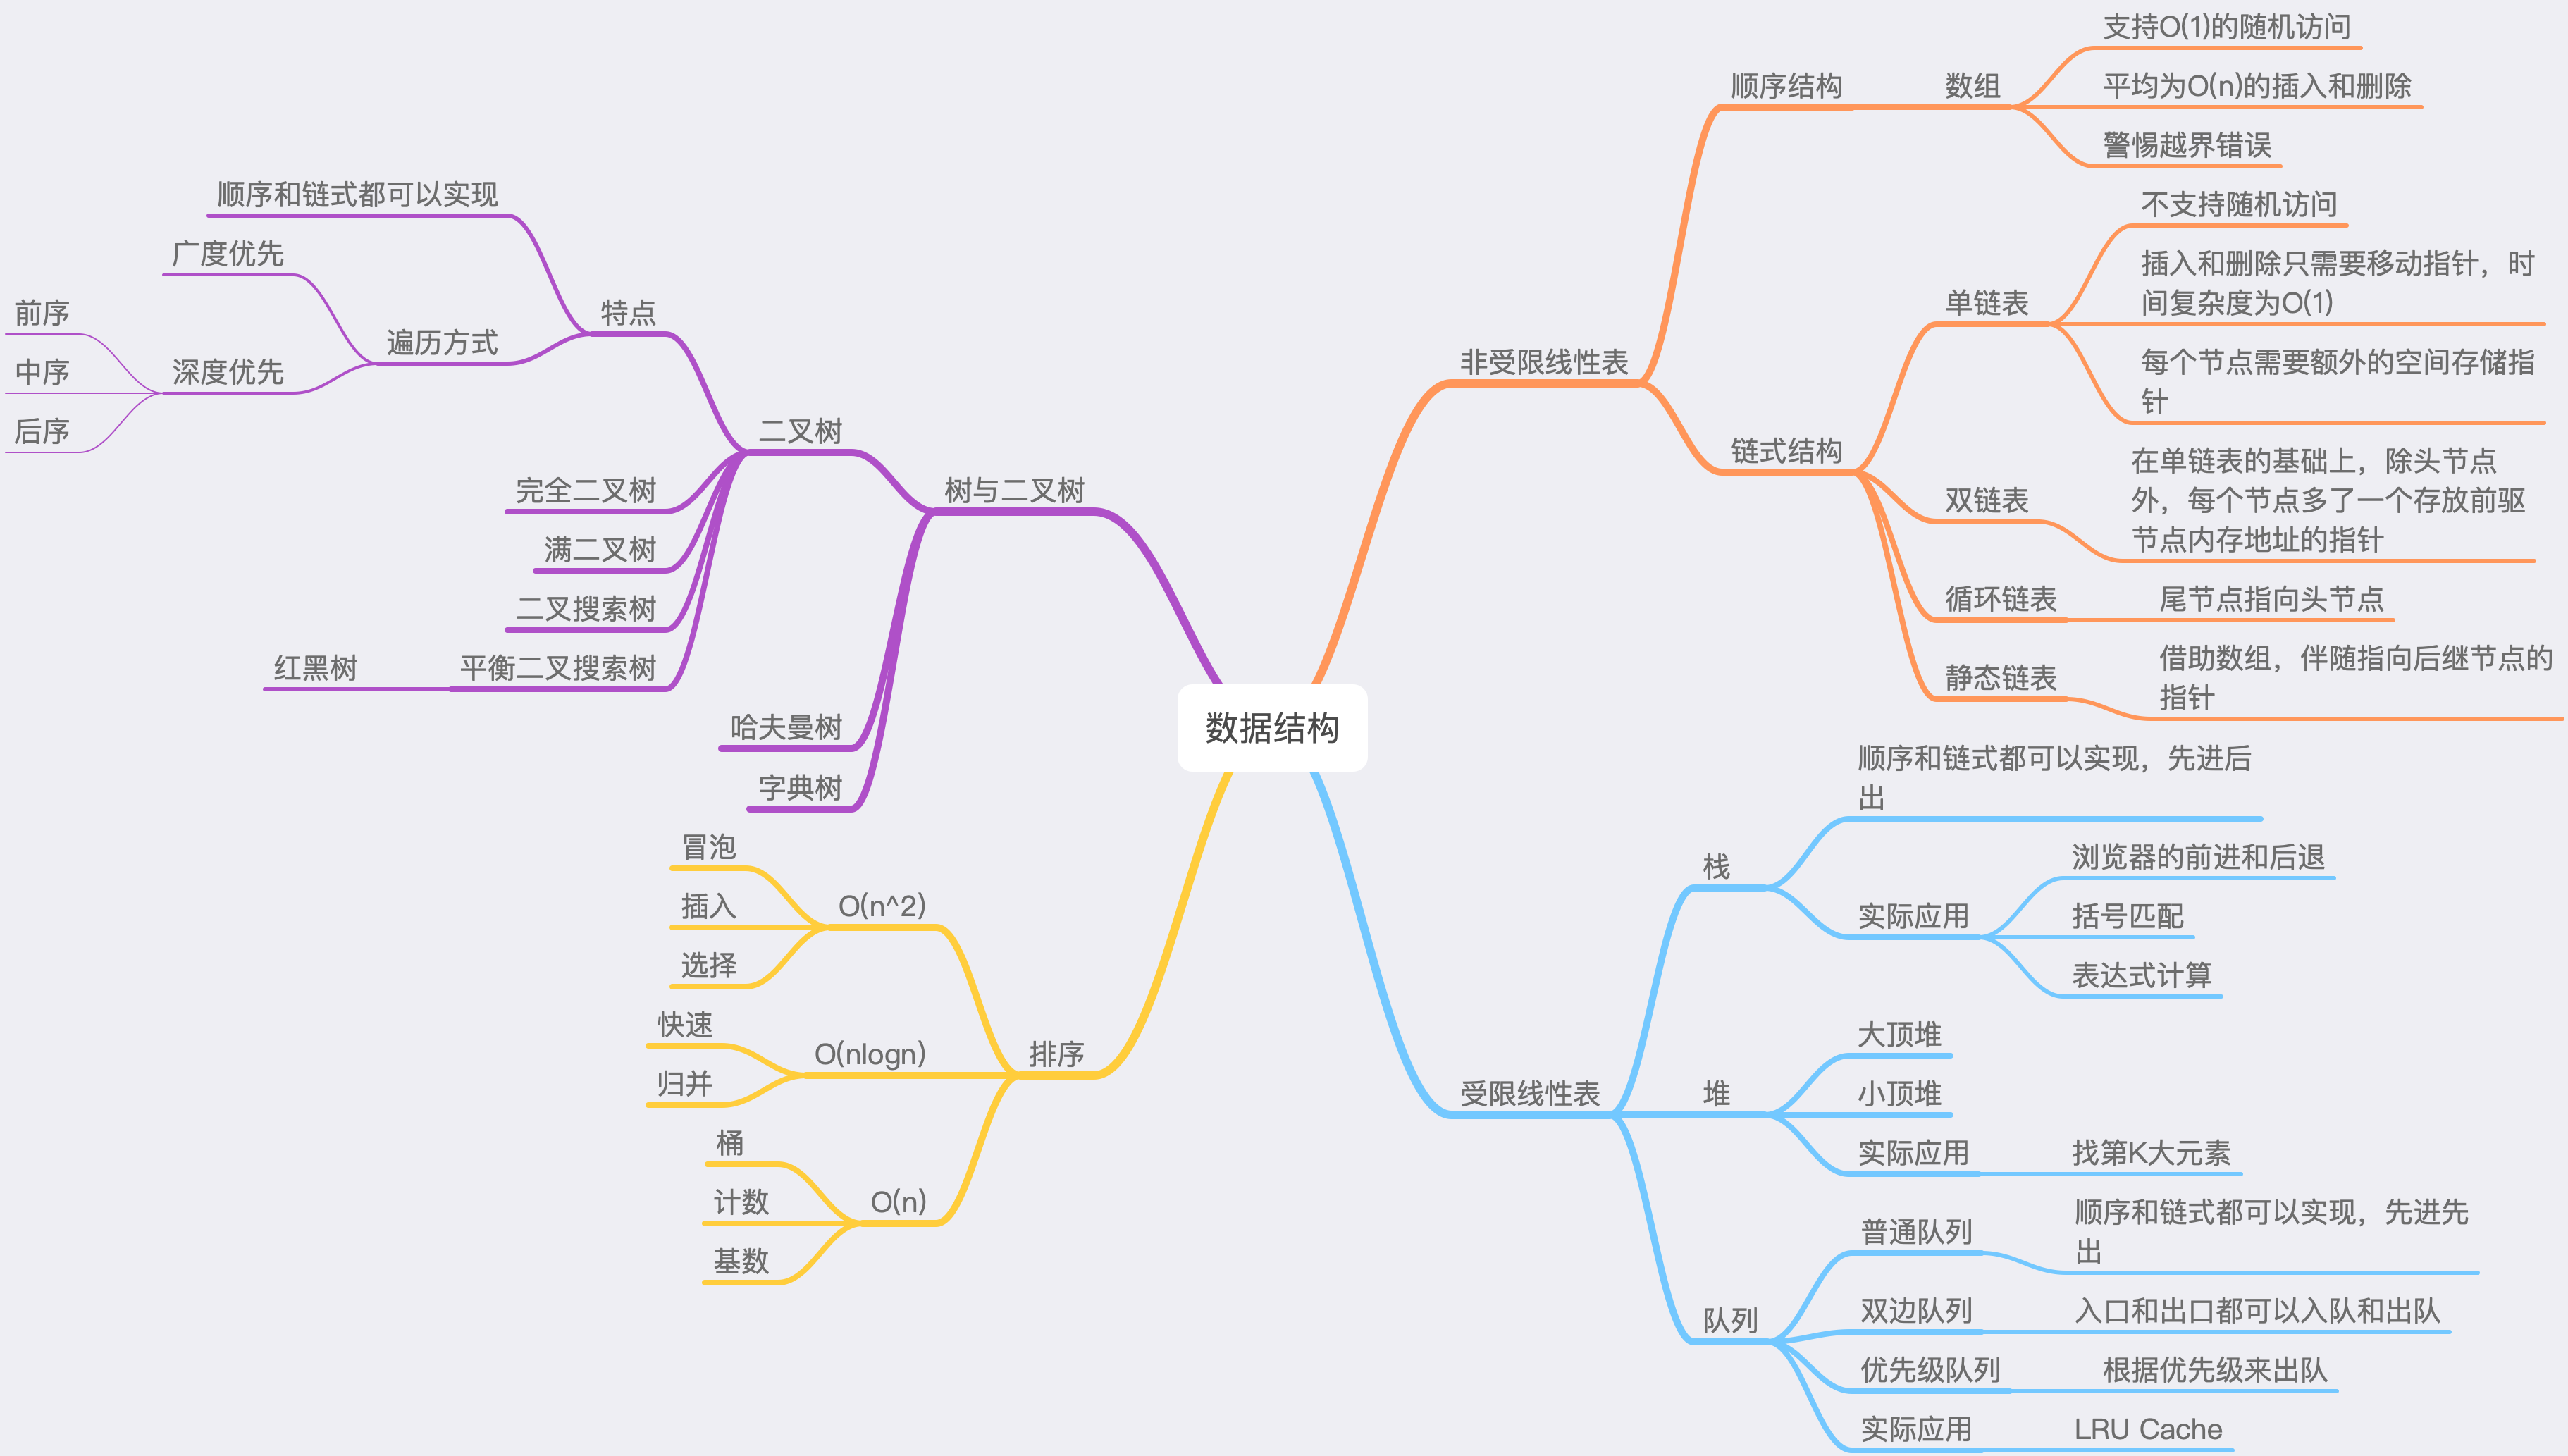 数据结构
非受限线性表
顺序结构
数组
支持O(1)的随机访问
平均为O(n)的插入和删除
警惕越界错误
链式结构
单链表
不支持随机访问
插入和删除只需要移动指针，时
间复杂度为O(1)
每个节点需要额外的空间存储指
针
双链表
在单链表的基础上，除头节点
外，每个节点多了一个存放前驱
节点内存地址的指针
循环链表
尾节点指向头节点
静态链表
借助数组，伴随指向后继节点的
指针
受限线性表
栈
顺序和链式都可以实现，先进后
出
实际应用
浏览器的前进和后退
括号匹配
表达式计算
堆
大顶堆
小顶堆
实际应用
找第K大元素
队列
普通队列
顺序和链式都可以实现，先进先
出
双边队列
入口和出口都可以入队和出队
优先级队列
根据优先级来出队
实际应用
LRU Cache
树与二叉树
二叉树
特点
顺序和链式都可以实现
遍历方式
广度优先
深度优先
前序
中序
后序
完全二叉树
满二叉树
二叉搜索树
平衡二叉搜索树
红黑树
哈夫曼树
字典树
排序
O(n^2)
冒泡
插入
选择
O(nlogn)
快速
归并
O(n)
桶
计数
基数